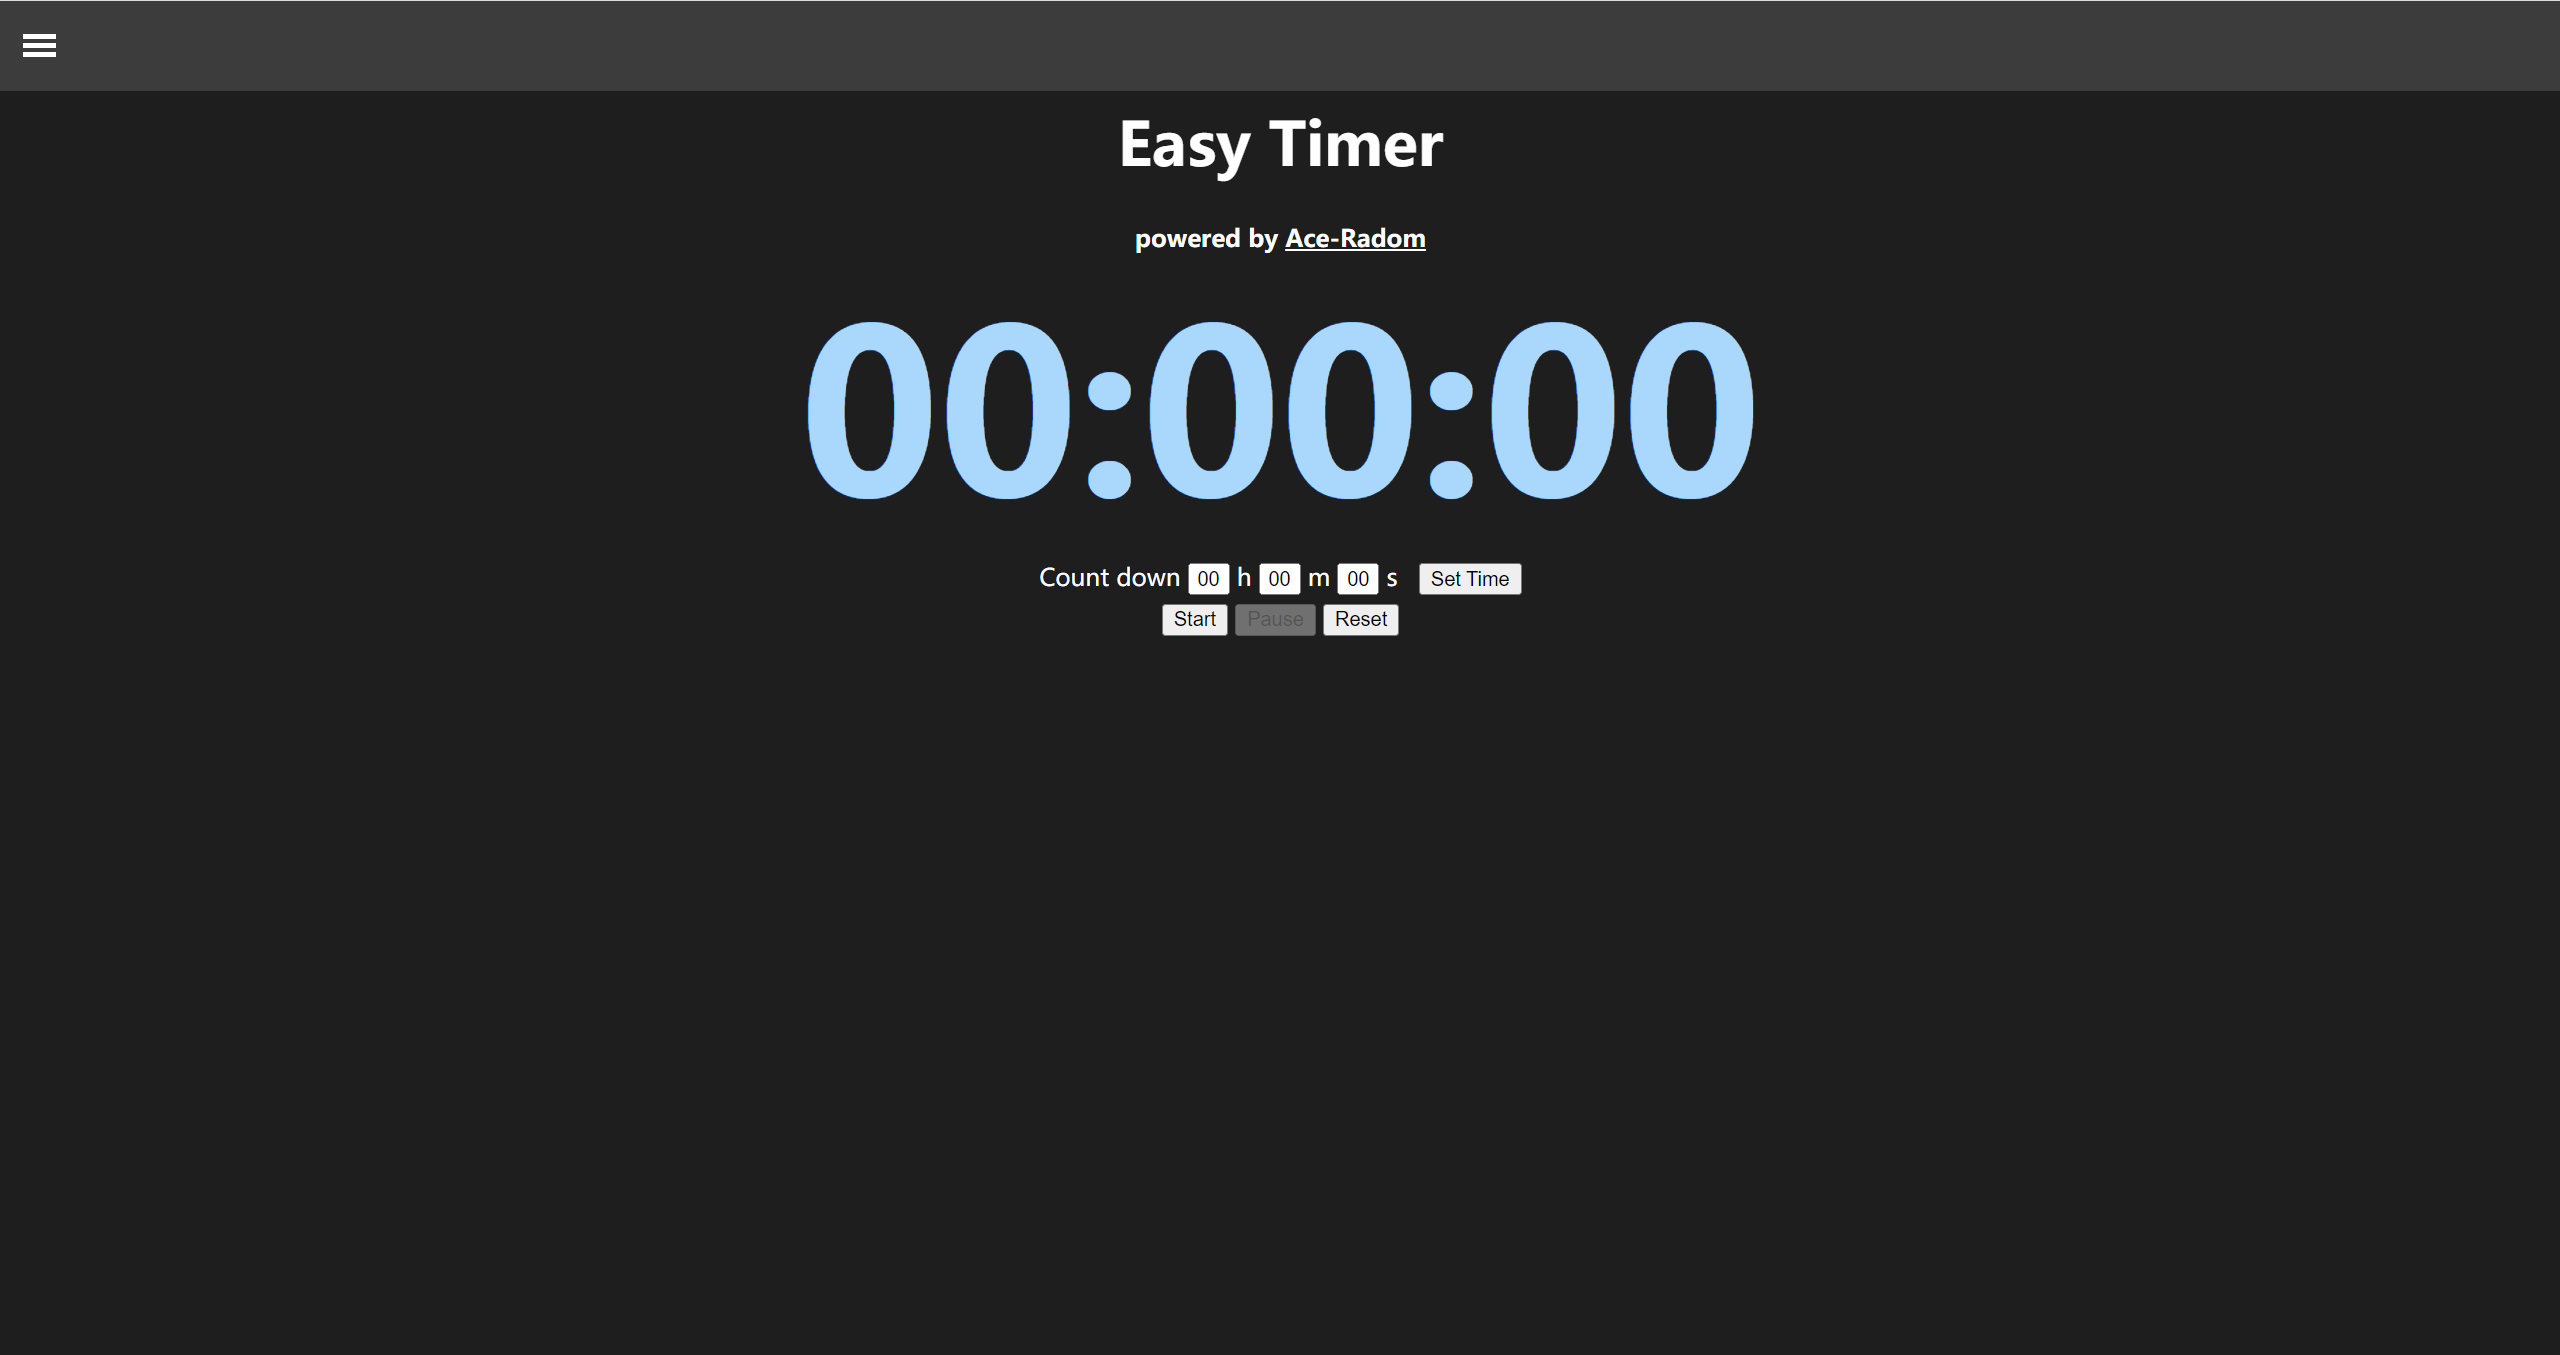 Easy Timer
powered by Ace-Radom
00:00:00
Count down 00 h 00 m 00 s Set Time
Start Pause Reset